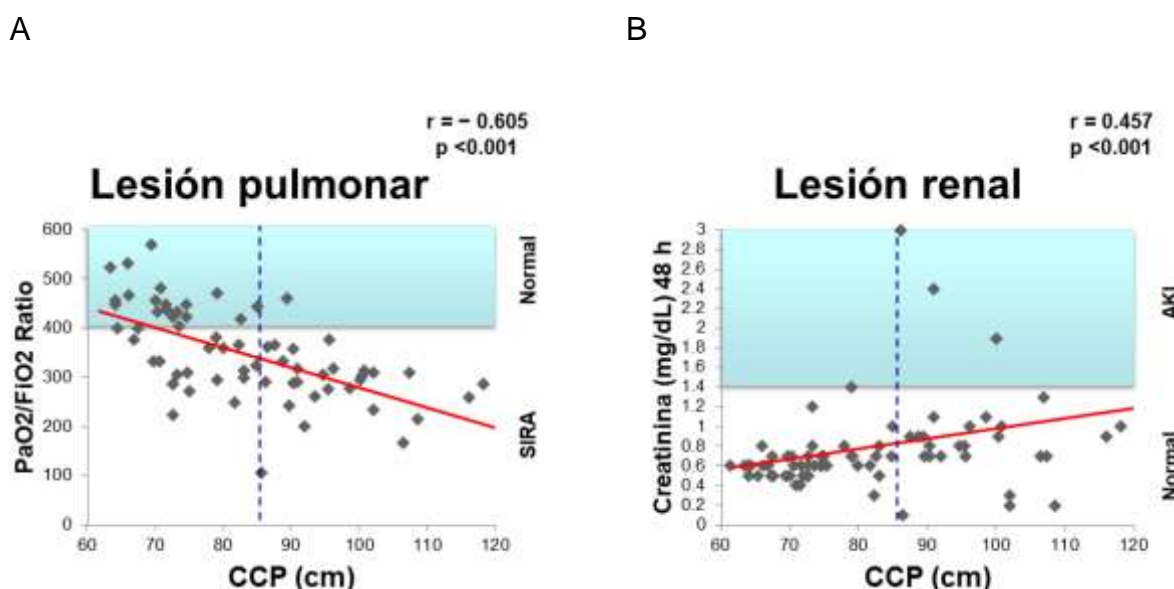 A
B
r = − 0.605
p <0.001
Lesión pulmonar
PaO2/FiO2 Ratio
600
500
400
300
200
100
0
60 70 80 90 100 110 120
CCP (cm)
Normal
SIRA
r = 0.457
p <0.001
Lesión renal
Creatinina (mg/dL) 48 h
3
2.8
2.6
2.4
2.2
2
1.8
1.6
1.4
1.2
1
0.8
0.6
0.4
0.2
0
60 70 80 90 100 110 120
CCP (cm)
AKI
Normal